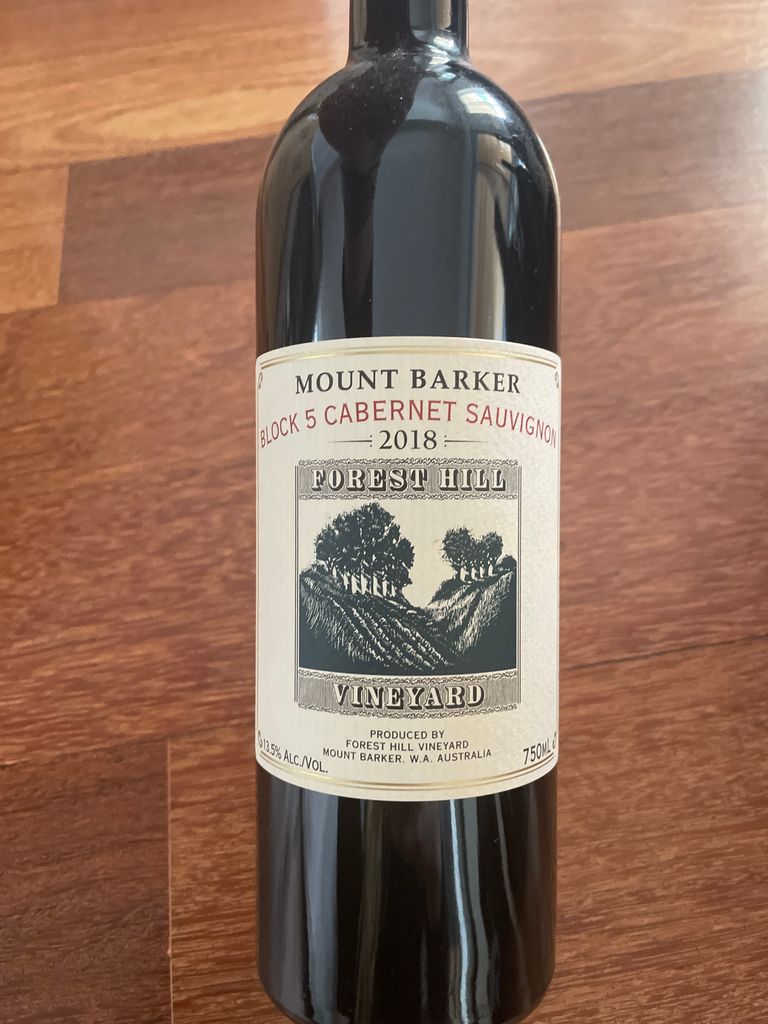 MOUNT BARKER
BLOCK 5 CABERNET SAUVIGNON
2018
FOREST HILL
VINEYARD
PRODUCED BY
FOREST HILL VINEYARD
MOUNT BARKER, W.A. AUSTRALIA
13.5% ALC./VOL.
750ML